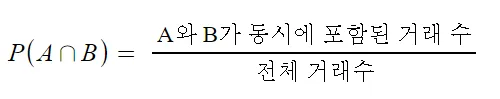 P(A∩B) = A와 B가 동시에 포함된 거래 수
전체 거래수